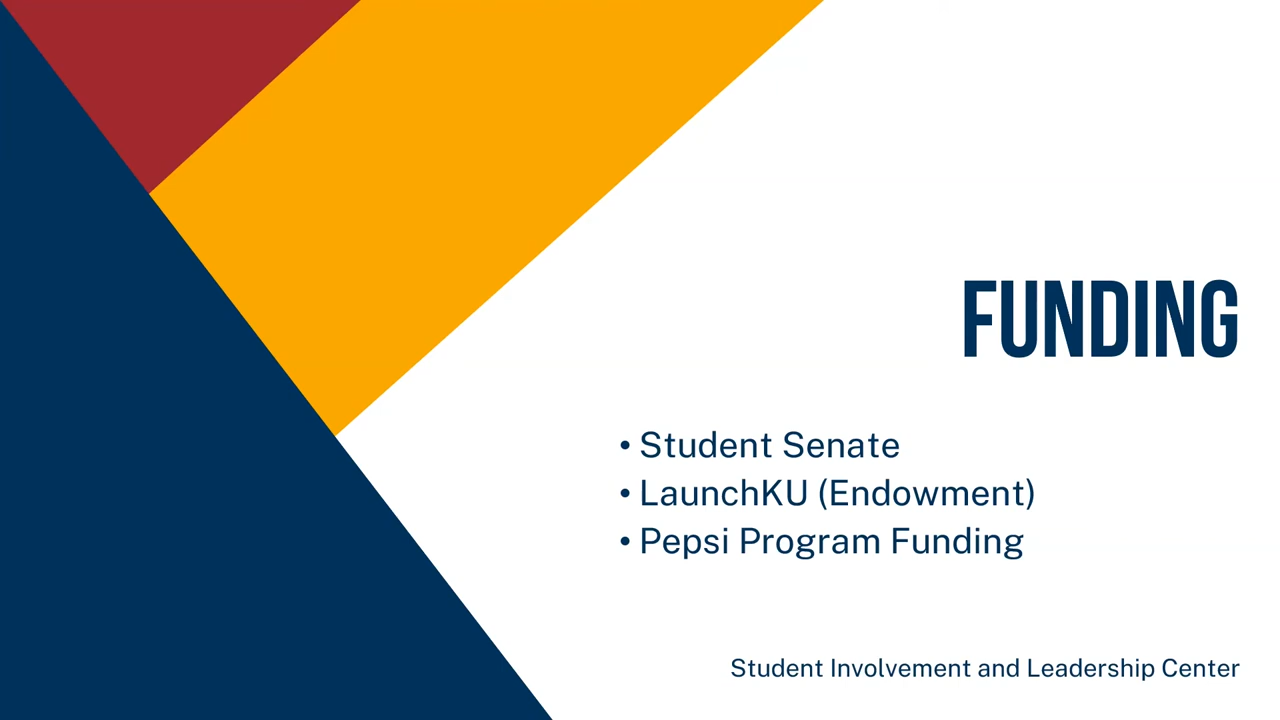 FUNDING
• Student Senate
• LaunchKU (Endowment)
• Pepsi Program Funding
Student Involvement and Leadership Center